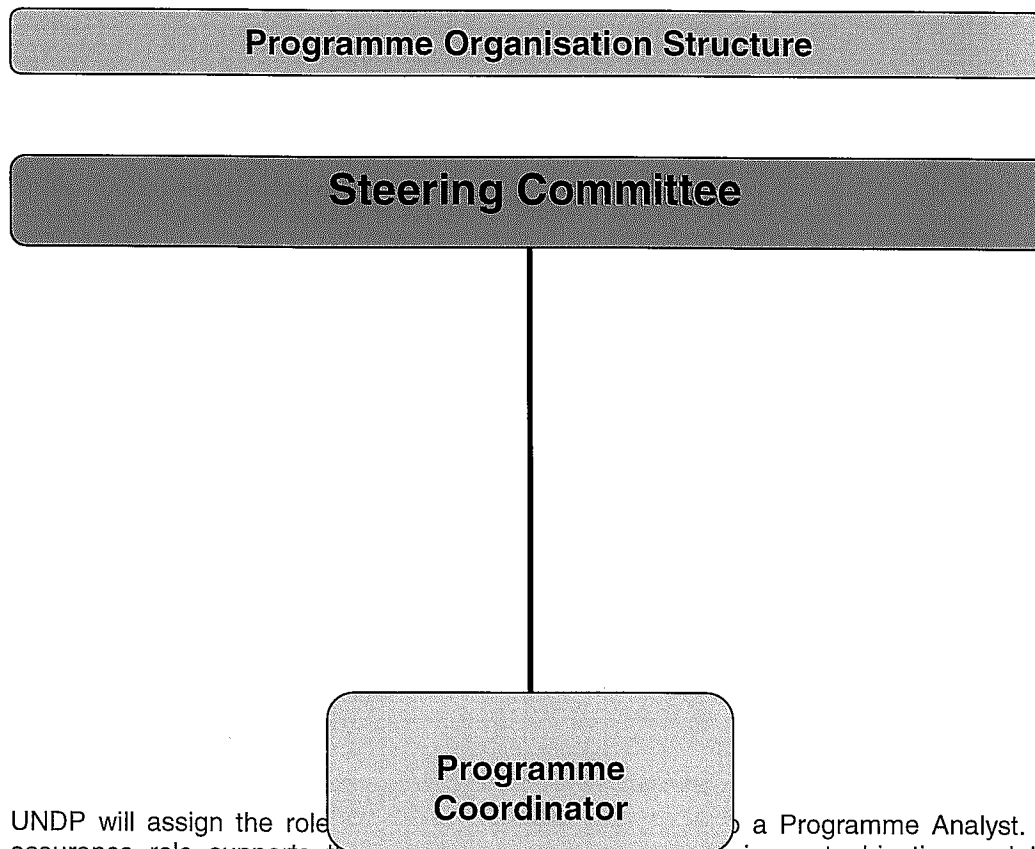 Programme Organisation Structure
Steering Committee
Programme
Coordinator
UNDP will assign the role a Programme Analyst.